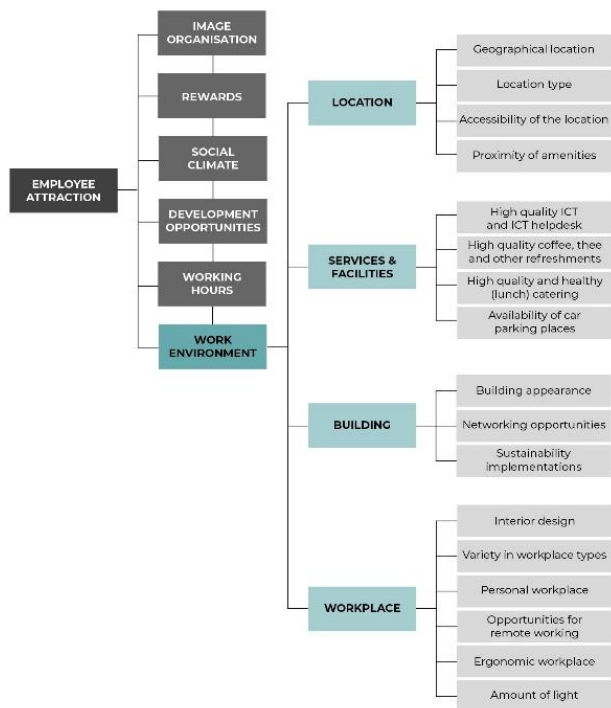 IMAGE
ORGANISATION
REWARDS
SOCIAL
CLIMATE
EMPLOYEE
ATTRACTION
DEVELOPMENT
OPPORTUNITIES
WORKING
HOURS
WORK
ENVIRONMENT
LOCATION
Geographical location
Location type
Accessibility of the location
Proximity of amenities
SERVICES &
FACILITIES
High quality ICT
and ICT helpdesk
High quality coffee, thee
and other refreshments
High quality and healthy
(lunch) catering
Availability of car
parking places
BUILDING
Building appearance
Networking opportunities
Sustainability
implementations
WORKPLACE
Interior design
Variety in workplace types
Personal workplace
Opportunities for
remote working
Ergonomic workplace
Amount of light